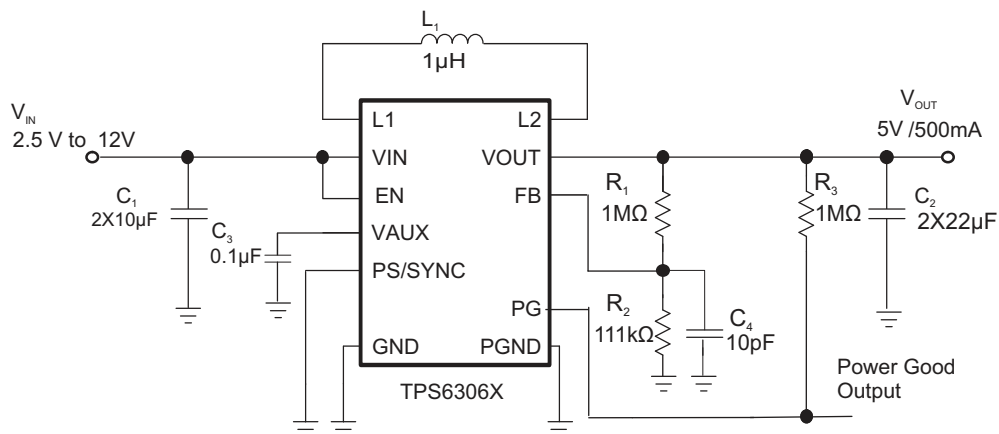 L₁
1µH
V_IN
2.5 V to 12V
V_OUT
5V /500mA
L1
L2
VIN
VOUT
EN
FB
VAUX
PS/SYNC
PG
GND
PGND
TPS6306X
C₁
2X10µF
C₃
0.1µF
R₁
1MΩ
R₃
1MΩ
C₂
2X22µF
R₂
111kΩ
C₄
10pF
Power Good
Output